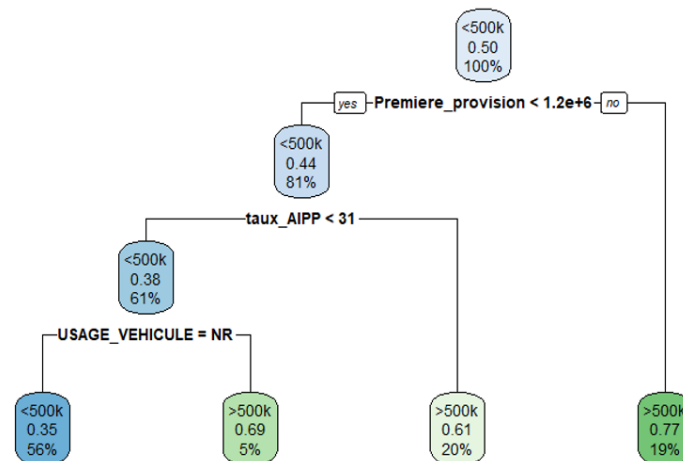 <500k
0.50
100%
yes Premiere_provision < 1.2e+6 no
<500k
0.44
81%
taux_AIPP < 31
<500k
0.38
61%
USAGE_VEHICULE = NR
<500k
0.35
56%
>500k
0.69
5%
>500k
0.61
20%
>500k
0.77
19%